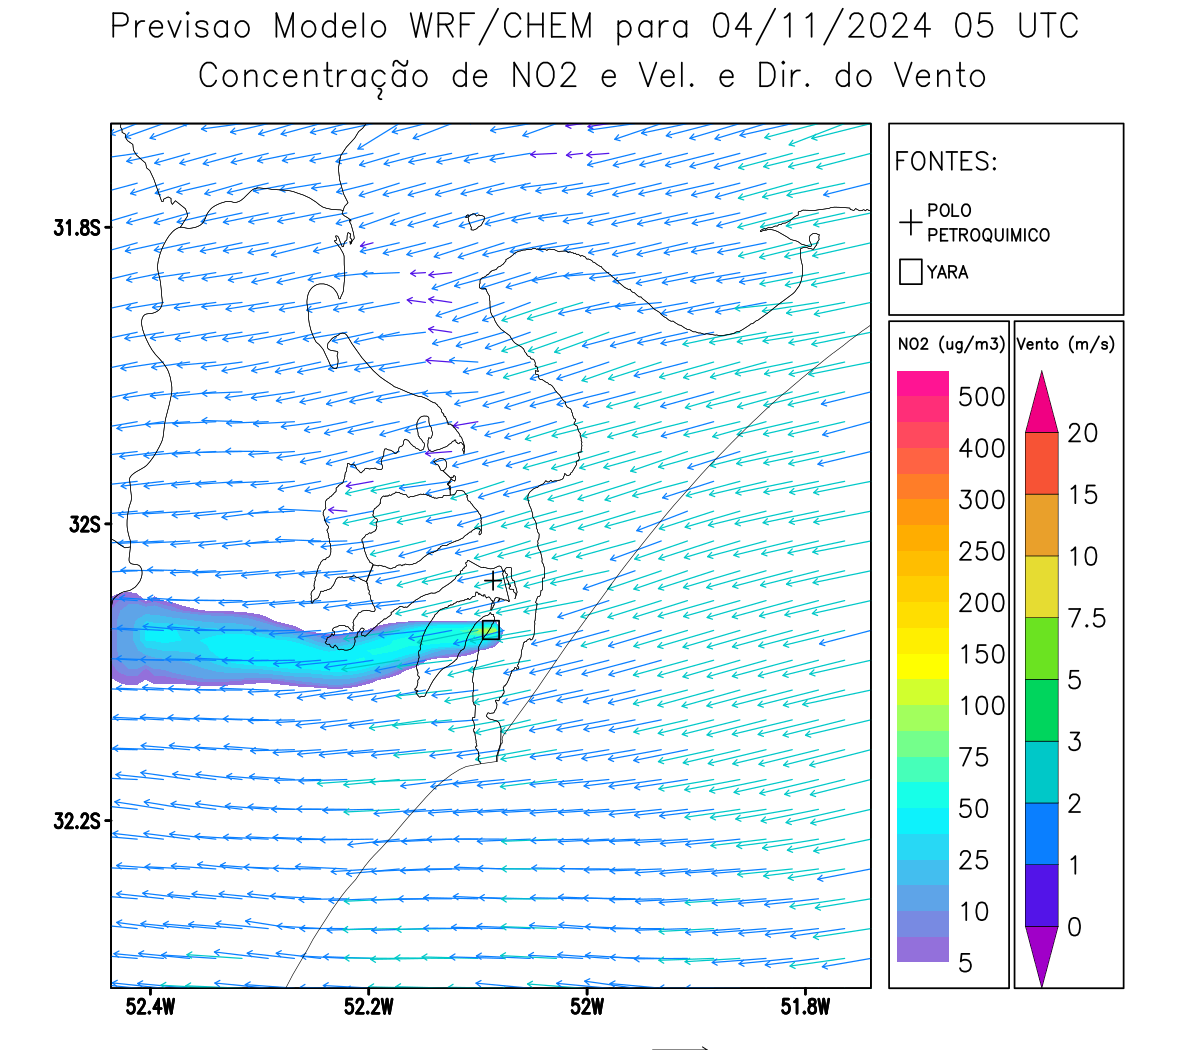 Previsao Modelo WRF/CHEM para 04/11/2024 05 UTC
Concentração de NO2 e Vel. e Dir. do Vento
FONTES:
POLO
PETROQUIMICO
YARA
NO2 (ug/m3)
500
400
300
250
200
150
100
75
50
25
10
5
Vento (m/s)
20
15
10
7.5
5
3
2
1
0
31.8S
32S
32.2S
52.4W
52.2W
52W
51.8W